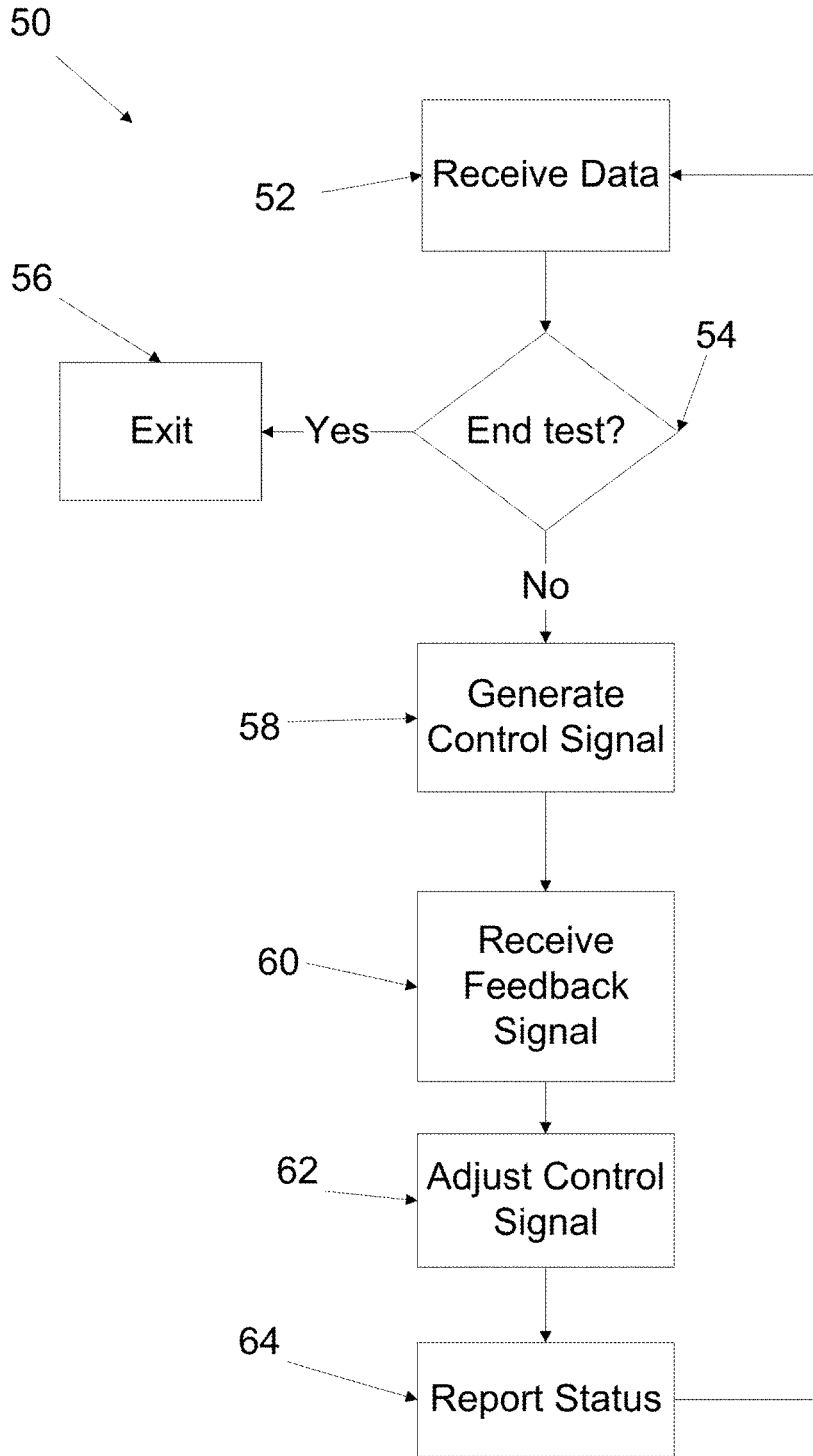 50
Receive Data
52
56
54
Exit
Yes
End test?
No
Generate
Control Signal
58
Receive
Feedback
Signal
60
Adjust Control
Signal
62
64
Report Status